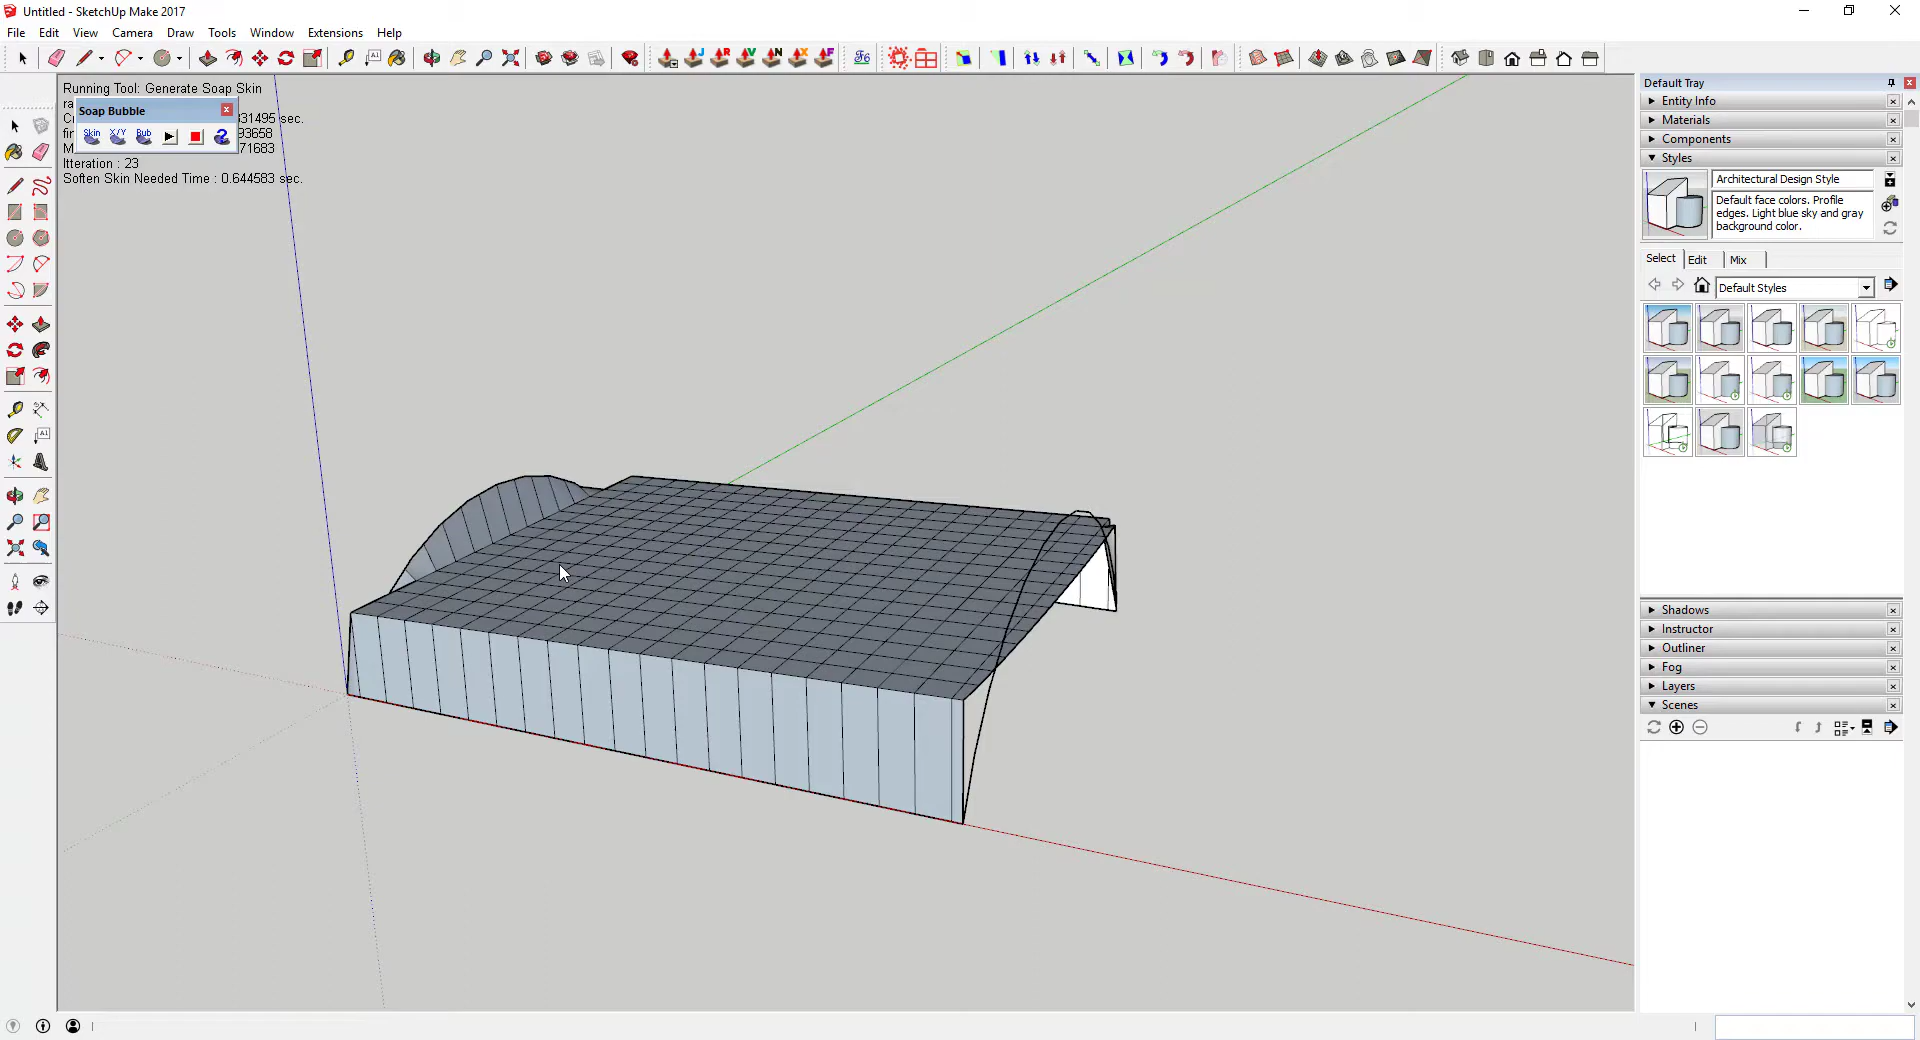 Untitled - SketchUp Make 2017
File Edit View Camera Draw Tools Window Extensions Help
Running Tool: Generate Soap Skin
Soap Bubble
331495 sec.
93658
71683
Skin X/Y Bub
Itteration : 23
Soften Skin Needed Time : 0.644583 sec.
Default Tray
Entity Info
Materials
Components
Styles
Architectural Design Style
Default face colors. Profile
edges. Light blue sky and gray
background color.
Select Edit Mix
Default Styles
Shadows
Instructor
Outliner
Fog
Layers
Scenes